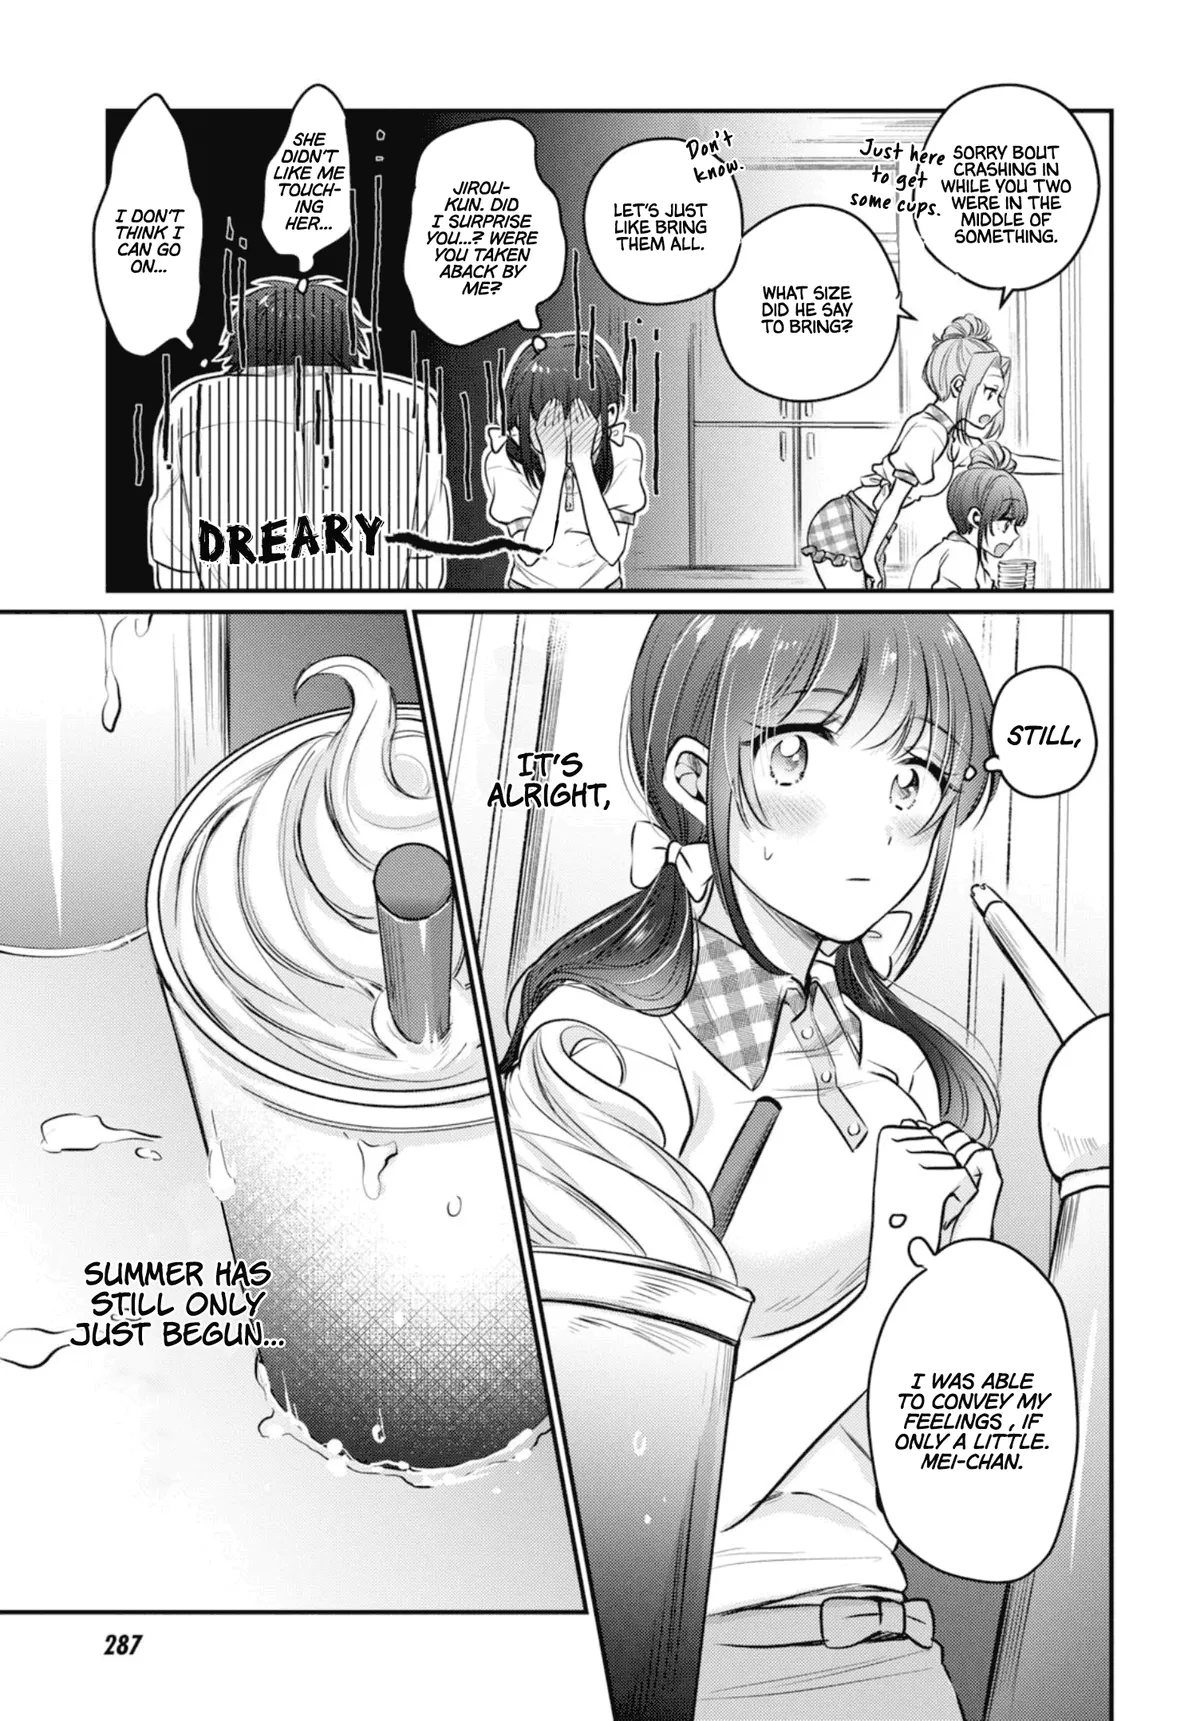 SORRY BOUT
CRASHING IN
WHILE YOU TWO
WERE IN THE
MIDDLE OF
SOMETHING.
Just here
to get
some cups.
WHAT SIZE
DID HE SAY
TO BRING?
Don't
know.
LET'S JUST
LIKE BRING
THEM ALL.
JIROU-
KUN. DID
I SURPRISE
YOU...? WERE
YOU TAKEN
ABACK BY
ME?
SHE
DIDN'T
LIKE ME
TOUCH-
ING
HER...
I DON'T
THINK I
CAN GO
ON...
DREARY
STILL,
IT'S
ALRIGHT,
I WAS ABLE
TO CONVEY MY
FEELINGS , IF
ONLY A LITTLE.
MEI-CHAN.
SUMMER HAS
STILL ONLY
JUST BEGUN...
287